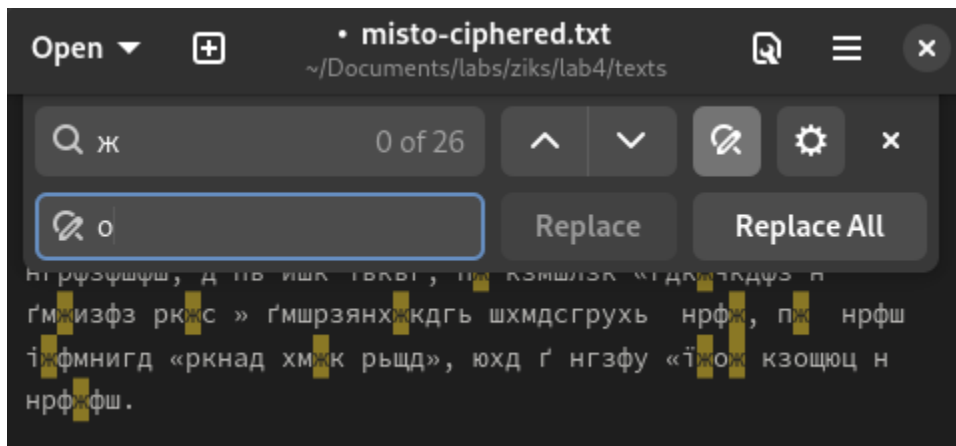 Open
• misto-ciphered.txt
~/Documents/labs/ziks/lab4/texts
ж 0 of 26
о Replace Replace All
ґмжизфз ркжс » ґмшрзянхжкдгь шхмдсгрухь нрфж, пж нрфш
іжфмнигд «ркнад хмжк рьщд», юхд ґ нгзфу «їжож кзощюц н
нрфжфш.